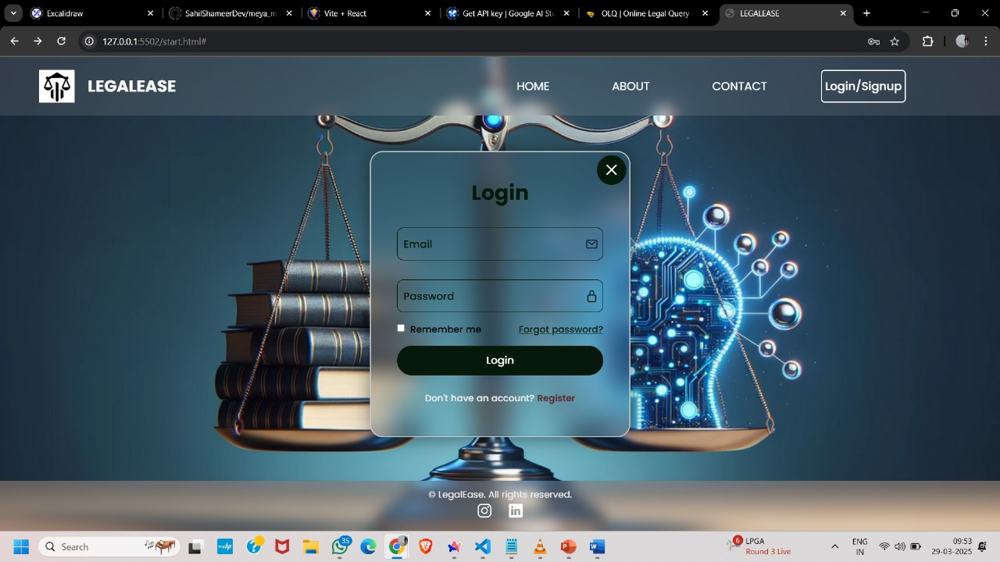 Excalidraw
SahilShameerDev/meya_m
Vite + React
Get API key | Google AI Stu
OLQ | Online Legal Query
LEGALEASE
127.0.0.1:5502/start.html#
LEGALEASE
HOME
ABOUT
CONTACT
Login/Signup
Login
Email
Password
Remember me
Forgot password?
Login
Don't have an account? Register
© LegalEase. All rights reserved.
Search
myhp
35
6
LPGA
Round 3 Live
ENG
IN
09:53
29-03-2025